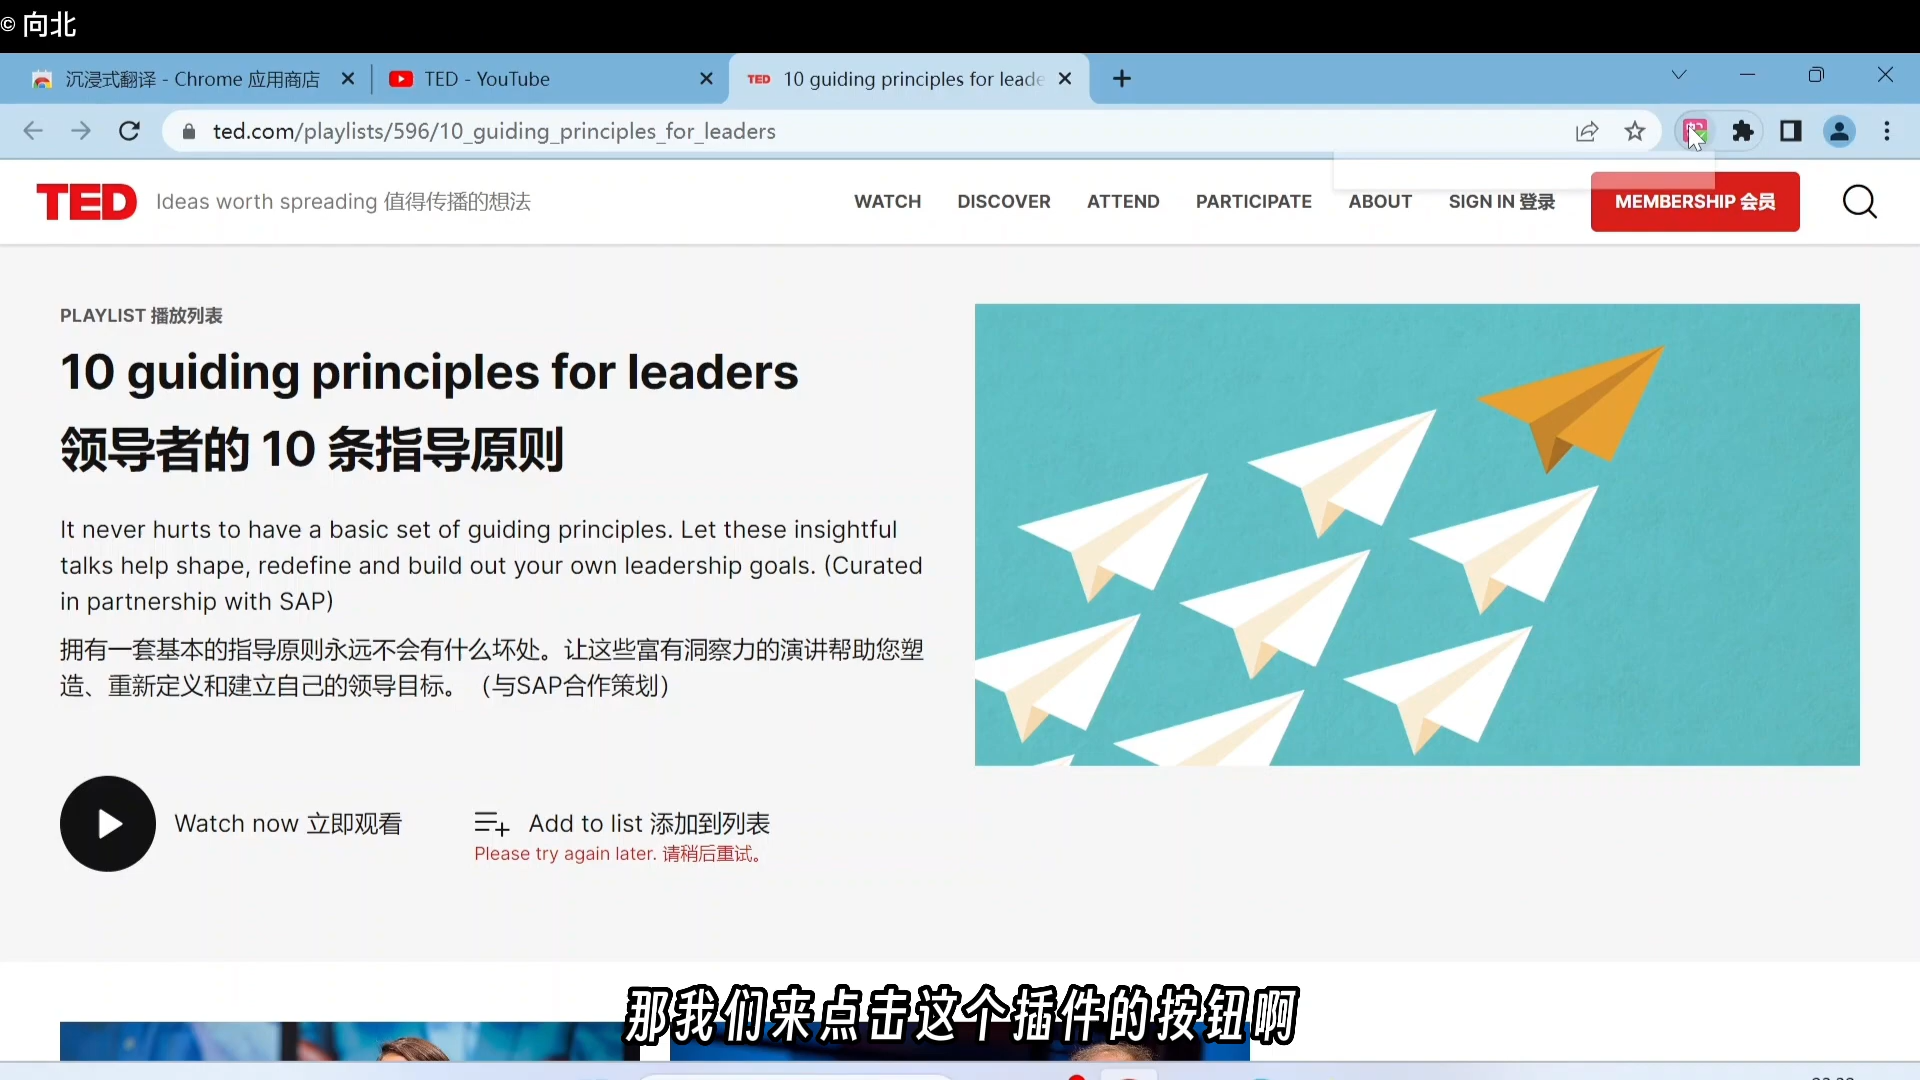 © 向北
沉浸式翻译 - Chrome 应用商店
TED - YouTube
TED 10 guiding principles for leade
ted.com/playlists/596/10_guiding_principles_for_leaders
TED Ideas worth spreading 值得传播的想法
WATCH DISCOVER ATTEND PARTICIPATE ABOUT SIGN IN 登录 MEMBERSHIP 会员
PLAYLIST 播放列表
10 guiding principles for leaders
领导者的 10 条指导原则
It never hurts to have a basic set of guiding principles. Let these insightful
talks help shape, redefine and build out your own leadership goals. (Curated
in partnership with SAP)
拥有一套基本的指导原则永远不会有什么坏处。让这些富有洞察力的演讲帮助您塑
造、重新定义和建立自己的领导目标。（与SAP合作策划）
Watch now 立即观看
Add to list 添加到列表
Please try again later. 请稍后重试。
那我们来点击这个插件的按钮啊